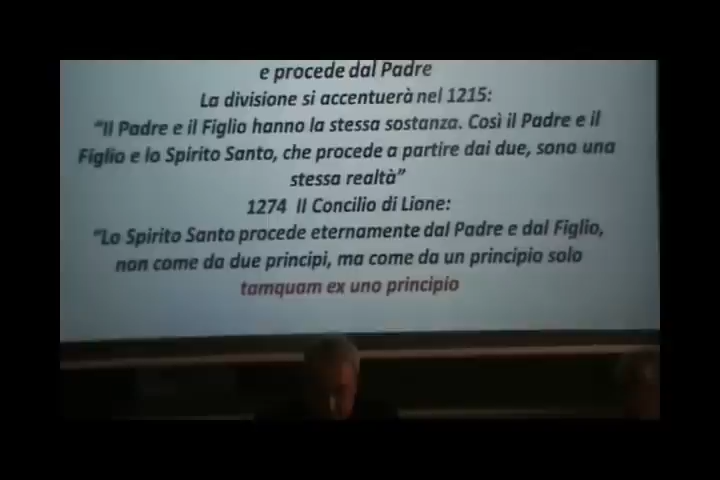 e procede dal Padre
La divisione si accentuerà nel 1215:
"Il Padre e il Figlio hanno la stessa sostanza. Così il Padre e il
Figlio e lo Spirito Santo, che procede a partire dai due, sono una
stessa realtà"
1274 II Concilio di Lione:
"Lo Spirito Santo procede eternamente dal Padre e dal Figlio,
non come da due principi, ma come da un principio solo
tamquam ex uno principio